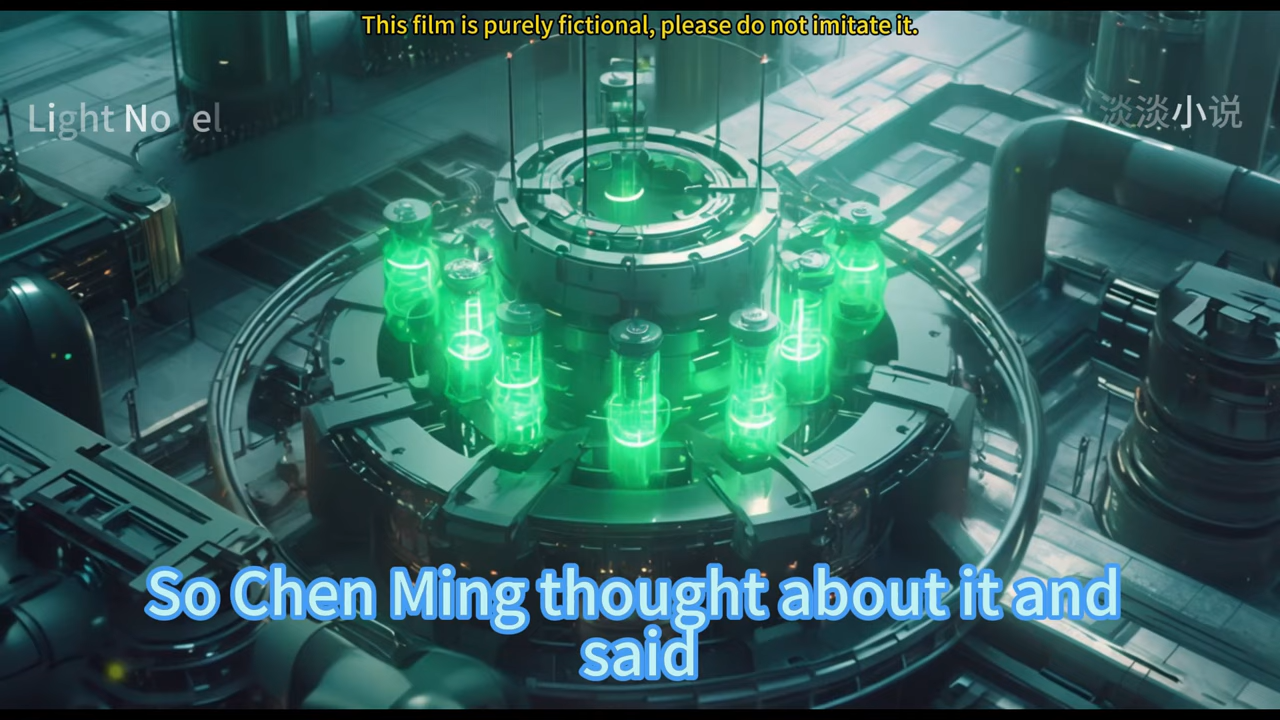 This film is purely fictional, please do not imitate it.
Light No el
淡淡小说
So Chen Ming thought about it and
said